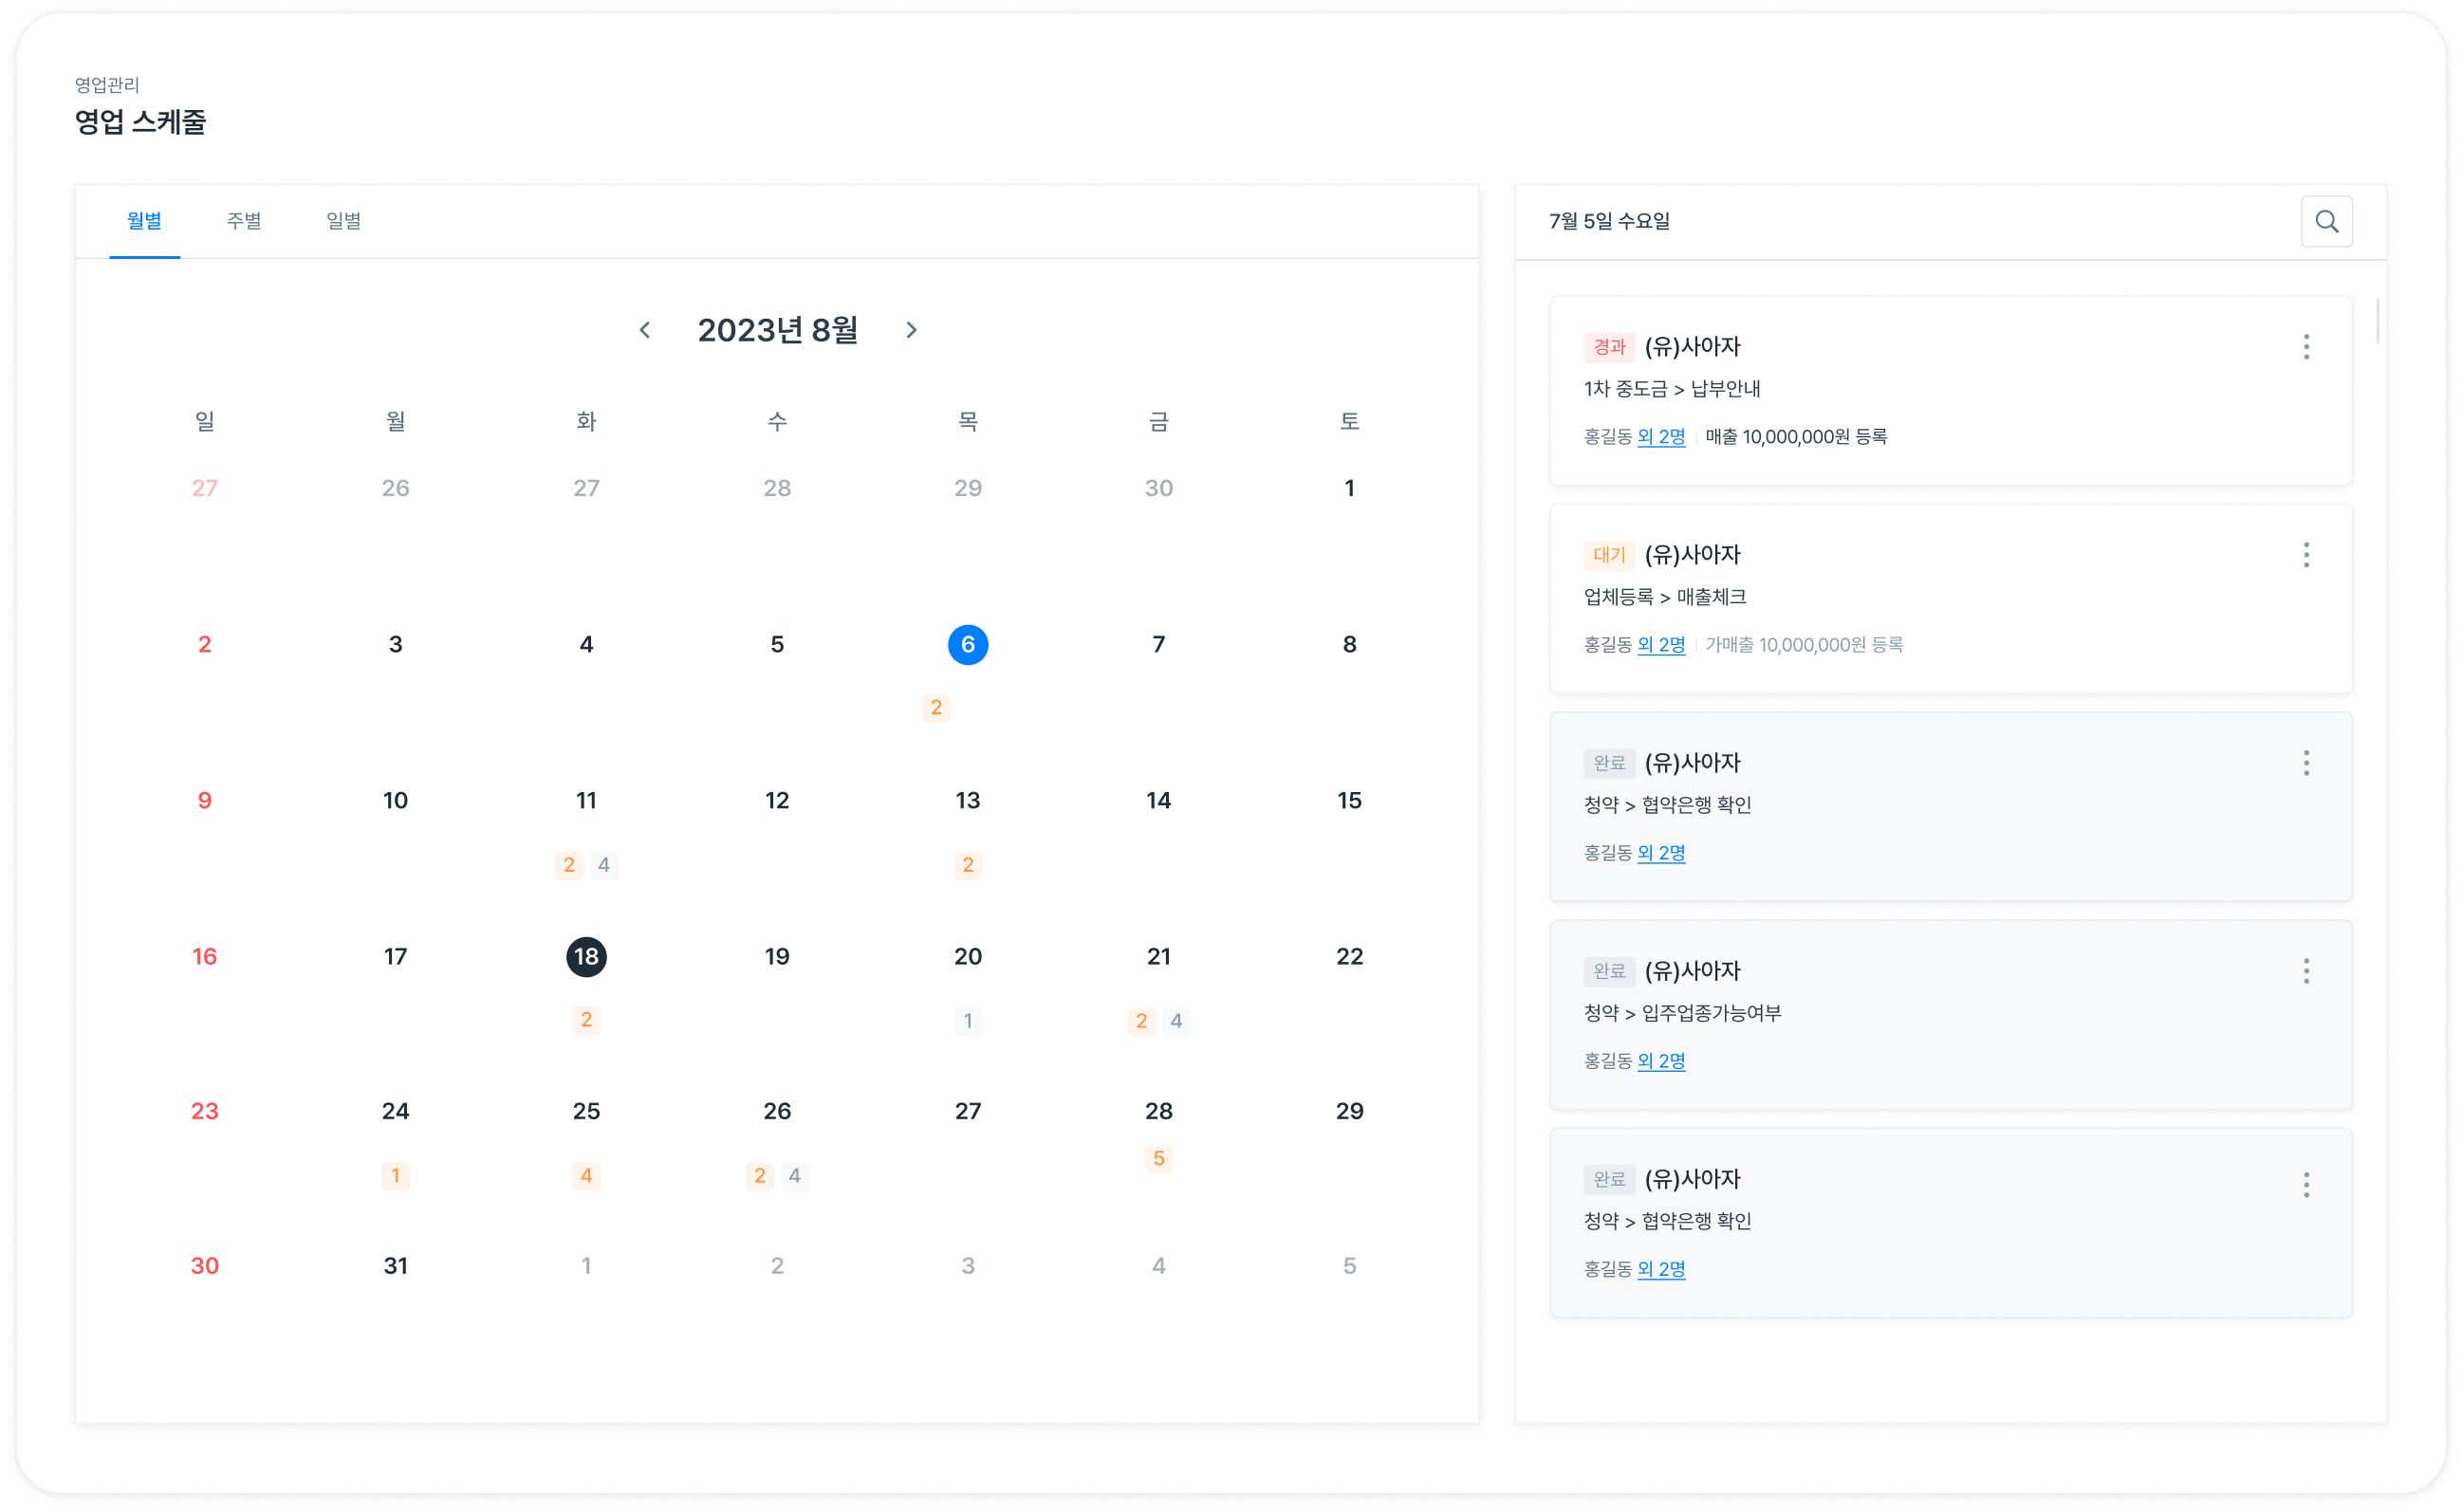 영업관리
영업 스케줄
월별 주별 일별
2023년 8월
일 월 화 수 목 금 토
27 26 27 28 29 30 1
2 3 4 5 6 7 8
2
9 10 11 12 13 14 15
2 4 2
16 17 18 19 20 21 22
2 1 2 4
23 24 25 26 27 28 29
1 4 2 4 5
30 31 1 2 3 4 5
7월 5일 수요일
경과 (유)사아자
1차 중도금 > 납부안내
홍길동 외 2명 매출 10,000,000원 등록
대기 (유)사아자
업체등록 > 매출체크
홍길동 외 2명 가매출 10,000,000원 등록
완료 (유)사아자
청약 > 협약은행 확인
홍길동 외 2명
완료 (유)사아자
청약 > 입주업종가능여부
홍길동 외 2명
완료 (유)사아자
청약 > 협약은행 확인
홍길동 외 2명